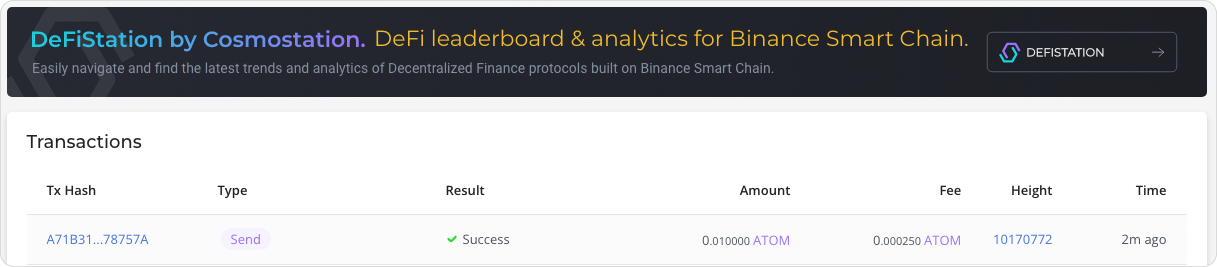 DeFiStation by Cosmostation. DeFi leaderboard & analytics for Binance Smart Chain.
Easily navigate and find the latest trends and analytics of Decentralized Finance protocols built on Binance Smart Chain.
DEFISTATION
Transactions
Tx Hash Type Result Amount Fee Height Time
A71B31...78757A Send Success 0.010000 ATOM 0.000250 ATOM 10170772 2m ago